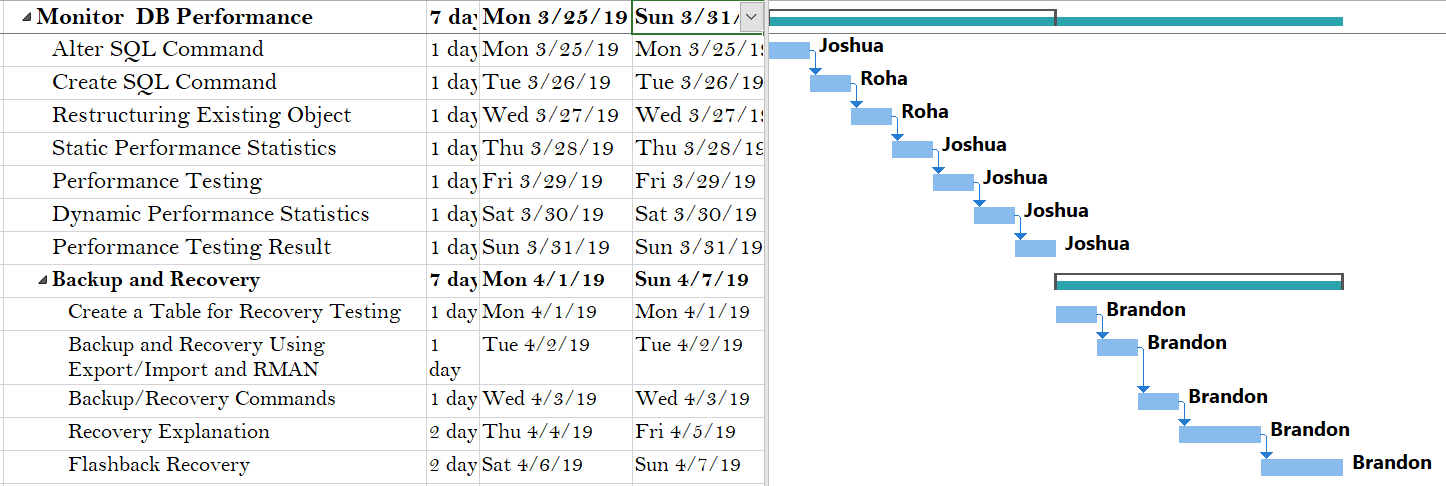 Monitor DB Performance 7 day Mon 3/25/19 Sun 3/31/
Alter SQL Command 1 day Mon 3/25/19 Mon 3/25/19 Joshua
Create SQL Command 1 day Tue 3/26/19 Tue 3/26/19 Roha
Restructuring Existing Object 1 day Wed 3/27/19 Wed 3/27/19 Roha
Static Performance Statistics 1 day Thu 3/28/19 Thu 3/28/19 Joshua
Performance Testing 1 day Fri 3/29/19 Fri 3/29/19 Joshua
Dynamic Performance Statistics 1 day Sat 3/30/19 Sat 3/30/19 Joshua
Performance Testing Result 1 day Sun 3/31/19 Sun 3/31/19 Joshua
Backup and Recovery 7 day Mon 4/1/19 Sun 4/7/19
Create a Table for Recovery Testing 1 day Mon 4/1/19 Mon 4/1/19 Brandon
Backup and Recovery Using 1 Tue 4/2/19 Tue 4/2/19 Brandon
Export/Import and RMAN day
Backup/Recovery Commands 1 day Wed 4/3/19 Wed 4/3/19 Brandon
Recovery Explanation 2 day Thu 4/4/19 Fri 4/5/19 Brandon
Flashback Recovery 2 day Sat 4/6/19 Sun 4/7/19 Brandon